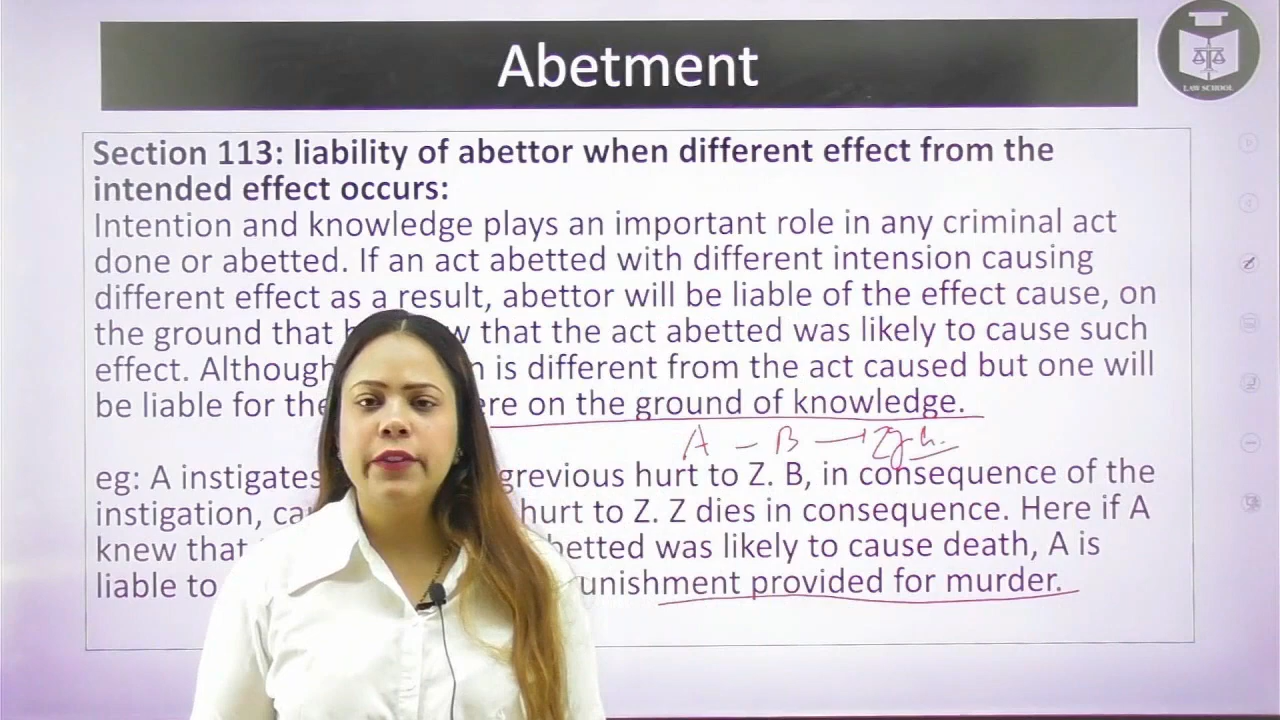 Abetment
LAW SCHOOL
Section 113: liability of abettor when different effect from the
intended effect occurs:
Intention and knowledge plays an important role in any criminal act
done or abetted. If an act abetted with different intension causing
different effect as a result, abettor will be liable of the effect cause, on
the ground that that the act abetted was likely to cause such
effect. Although is different from the act caused but one will
be liable for on the ground of knowledge.
A - B →
eg: A instigates grevious hurt to Z. B, in consequence of the
instigation, hurt to Z. Z dies in consequence. Here if A
knew that was likely to cause death, A is
liable to provided for murder.